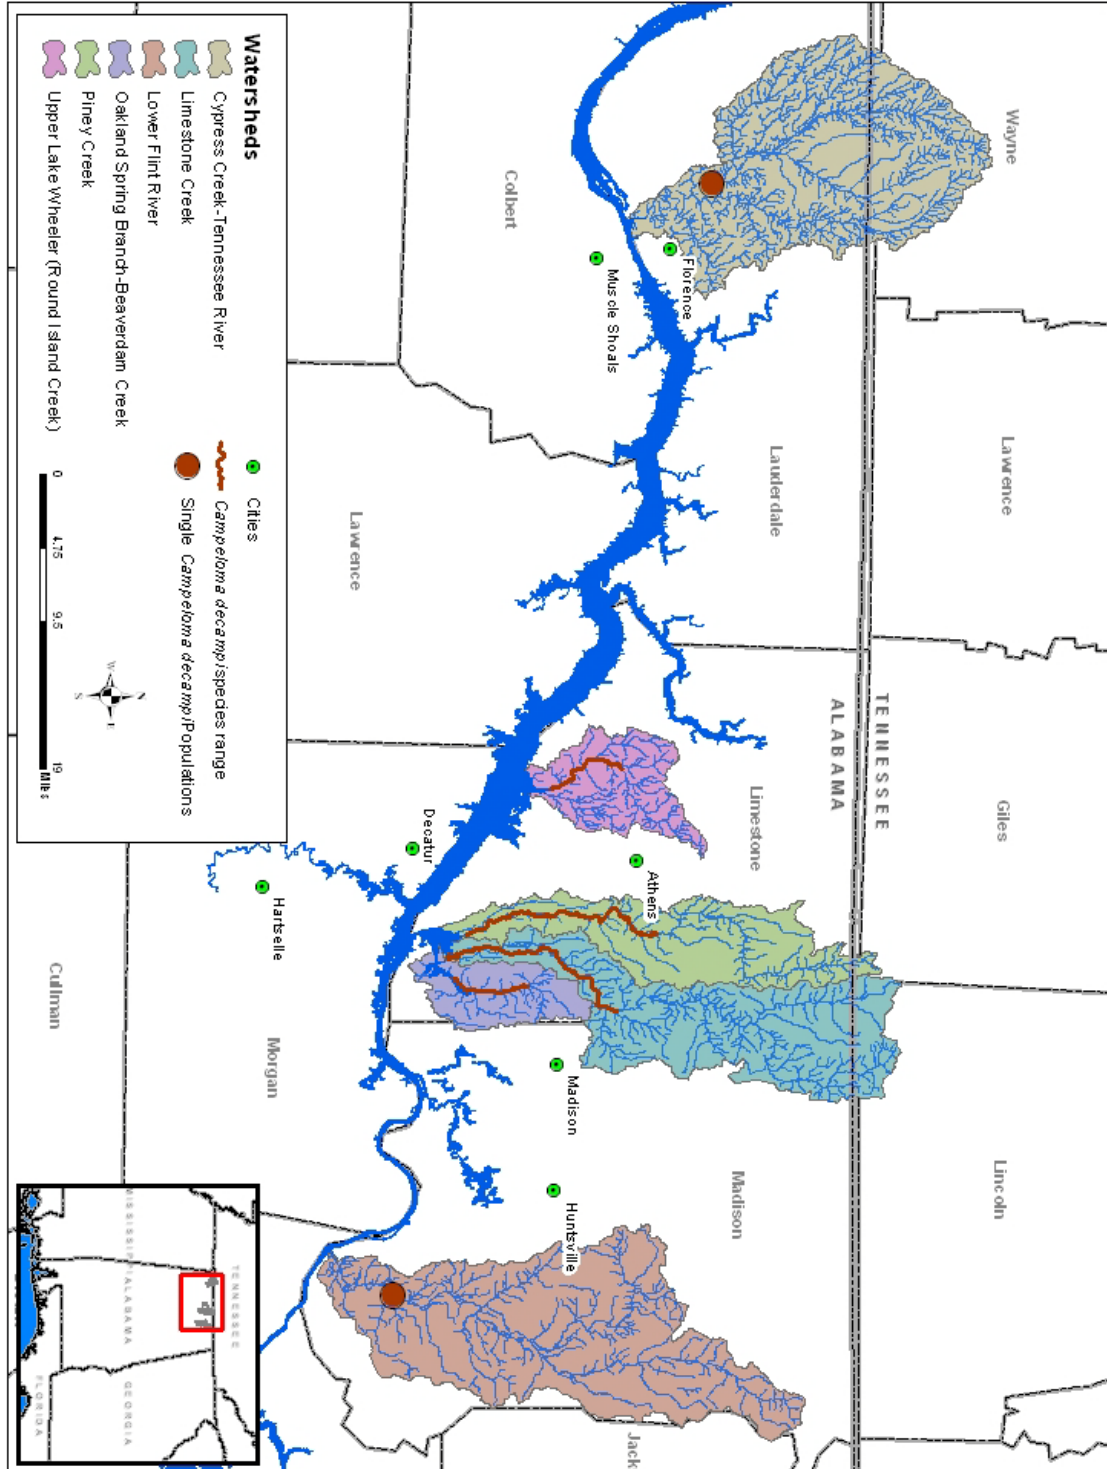 Wayne
Lawrence
Giles
Lincoln
TENNESSEE
ALABAMA
Lauderdale
Limestone
Madison
Jack
Florence
Muscle Shoals
Colbert
Athens
Madison
Huntsville
Lawrence
Decatur
Hartselle
Morgan
Cullman
Watersheds
Cypress Creek-Tennessee River
Limestone Creek
Lower Flint River
Oakland Spring Branch-Beaverdam Creek
Piney Creek
Upper Lake Wheeler (Round Island Creek)
Cities
Campeloma decampi species range
Single Campeloma decampi Populations
0 4.75 9.5 19
Miles
N
W E
S
TENNESSEE
MISSISSIPPI
ALABAMA
GEORGIA
FLORIDA